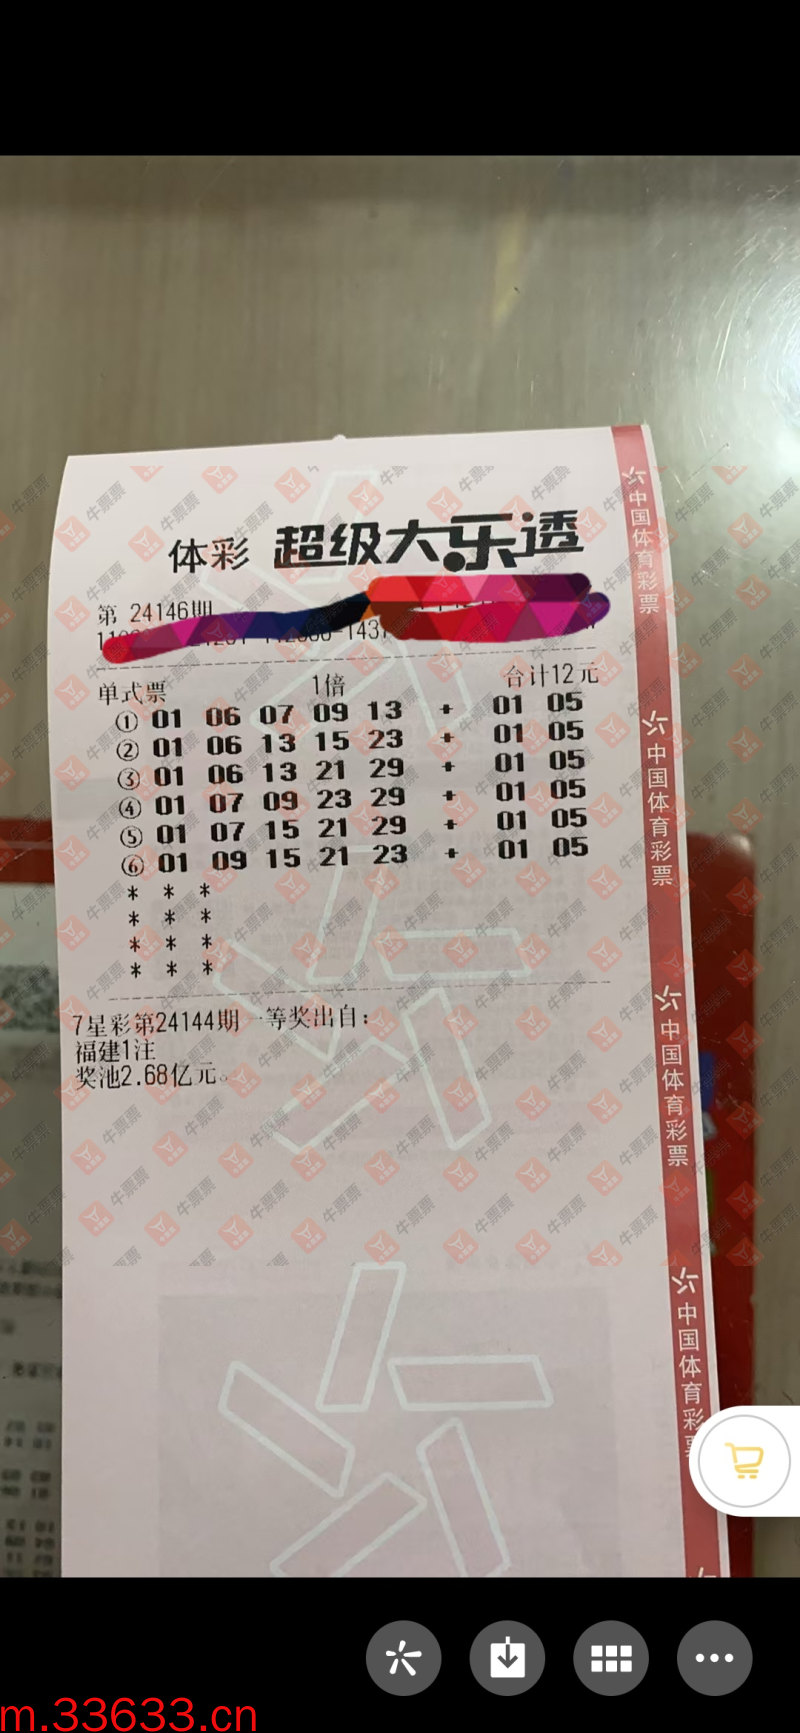 体彩 超级大乐透
第 24146期
单式票 1倍 合计12元
① 01 06 07 09 13 + 01 05
② 01 06 13 15 23 + 01 05
③ 01 06 13 21 29 + 01 05
④ 01 07 09 23 29 + 01 05
⑤ 01 07 15 21 29 + 01 05
⑥ 01 09 15 21 23 + 01 05
* * *
* * *
* * *
* * *
7星彩第24144期一等奖出自:
福建1注
奖池2.68亿元。
中国体育彩票
中国体育彩票
中国体育彩票
中国体育彩票
牛票票
m.33633.cn